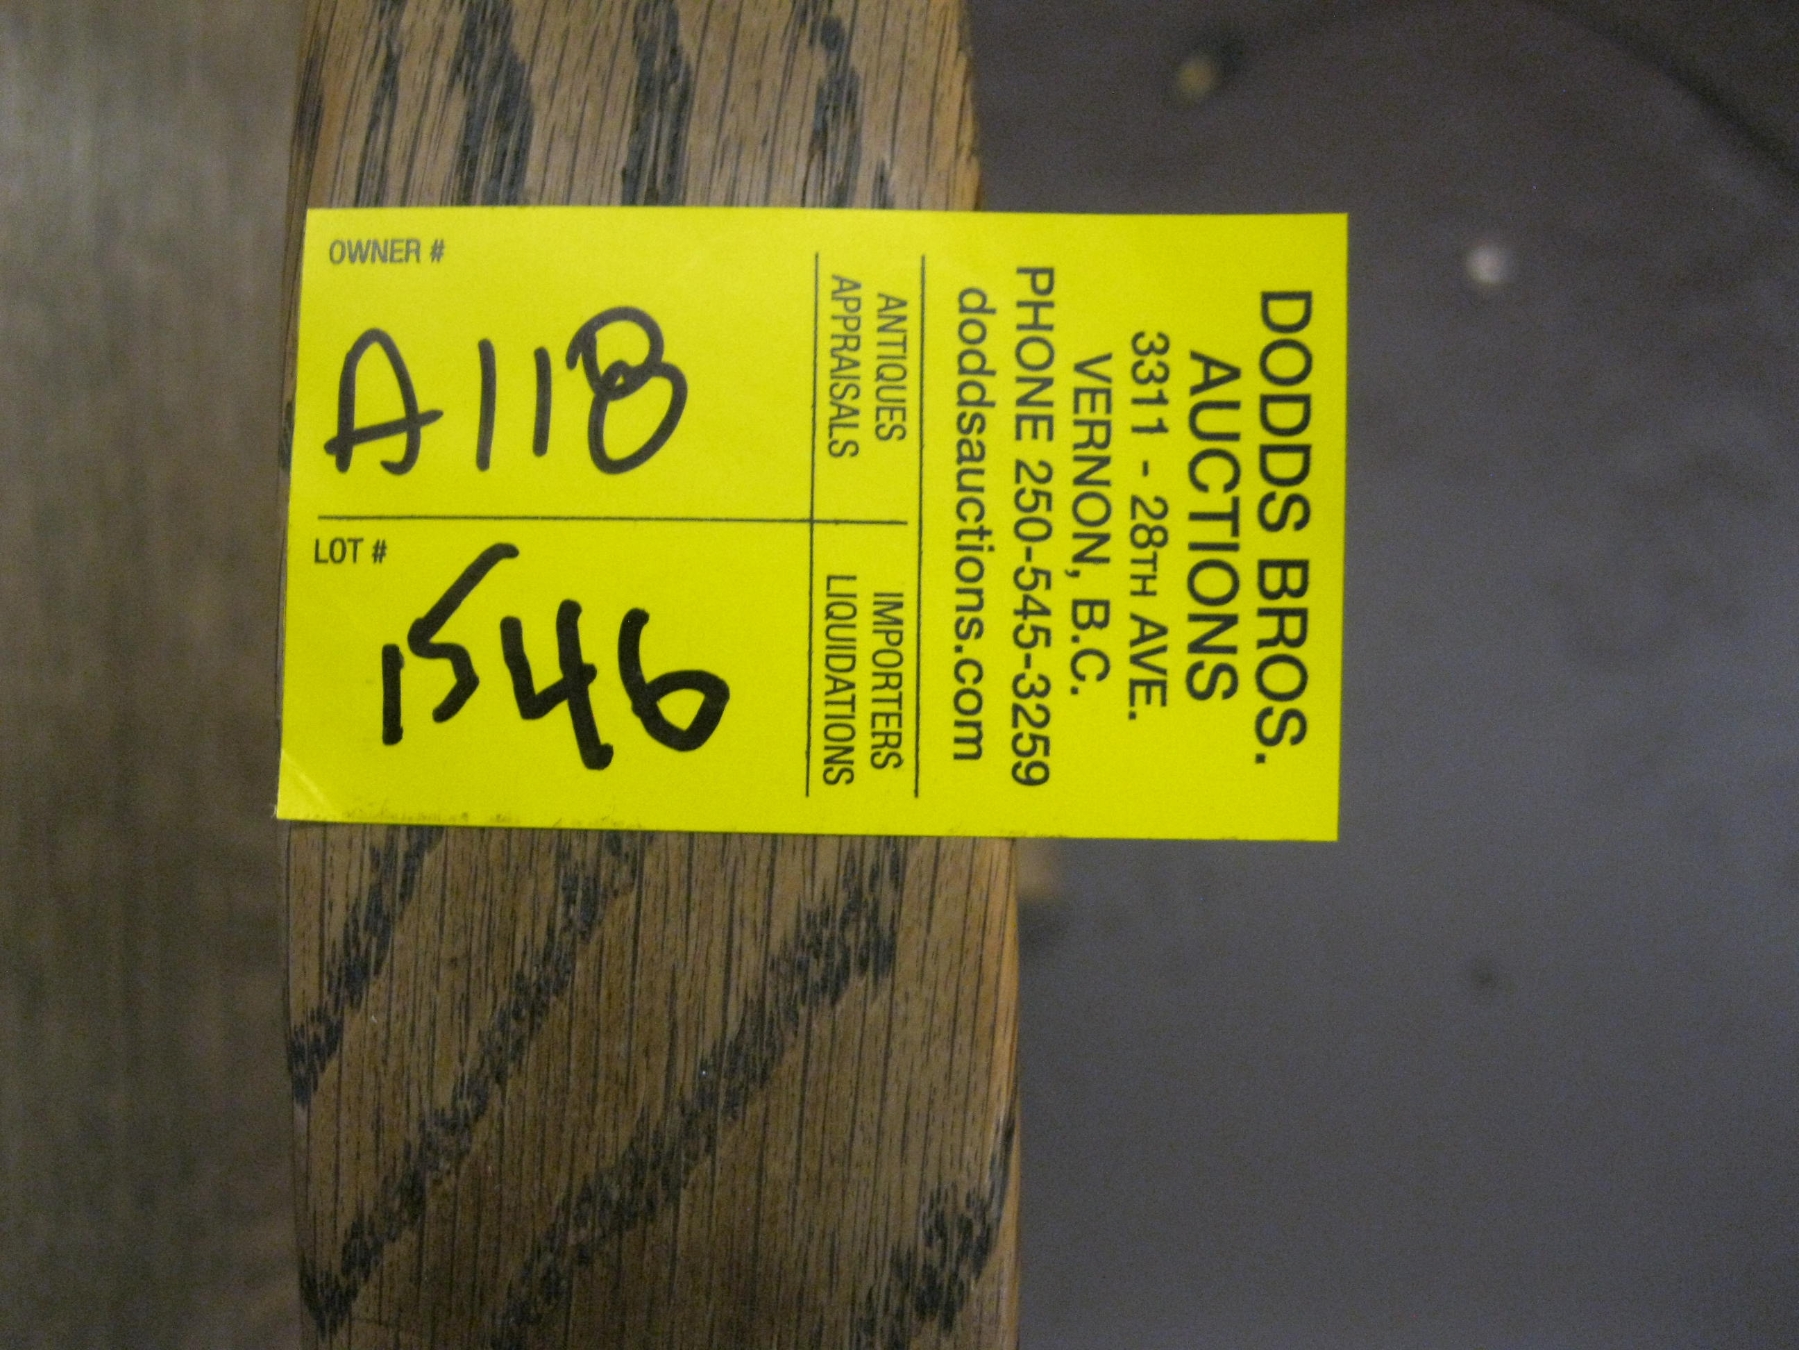 DODDS BROS.
AUCTIONS
3311 - 28TH AVE.
VERNON, B.C.
PHONE 250-545-3259
doddsauctions.com
ANTIQUES
APPRAISALS
IMPORTERS
LIQUIDATIONS
OWNER #
A118
LOT #
546